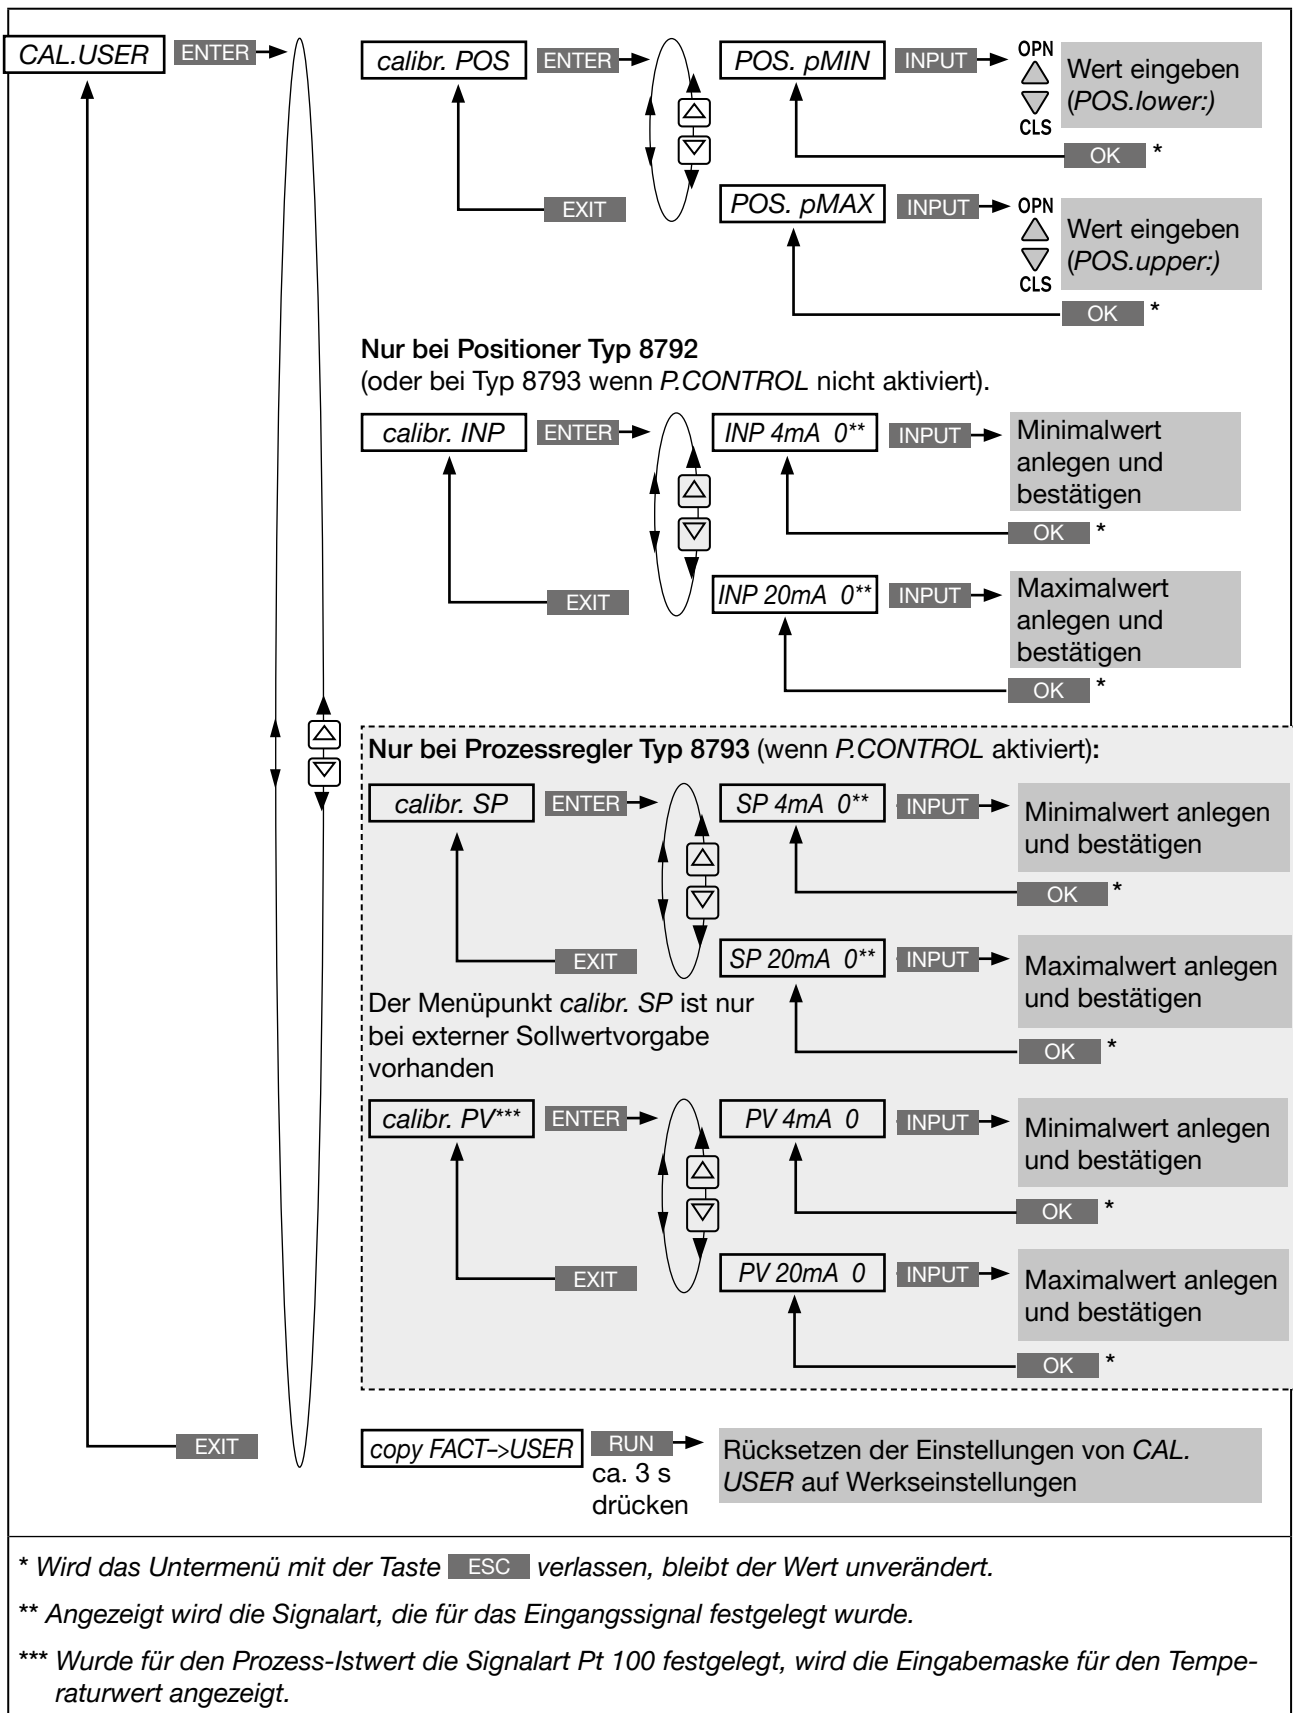 CAL.USER ENTER
calibr. POS ENTER POS. pMIN INPUT OPN CLS Wert eingeben
(POS.lower:)
OK *
EXIT
POS. pMAX INPUT OPN CLS Wert eingeben
(POS.upper:)
OK *
Nur bei Positioner Typ 8792
(oder bei Typ 8793 wenn P.CONTROL nicht aktiviert).
calibr. INP ENTER INP 4mA 0** INPUT Minimalwert
anlegen und
bestätigen
OK *
EXIT
INP 20mA 0** INPUT Maximalwert
anlegen und
bestätigen
OK *
Nur bei Prozessregler Typ 8793 (wenn P.CONTROL aktiviert):
calibr. SP ENTER SP 4mA 0** INPUT Minimalwert anlegen
und bestätigen
OK *
EXIT
SP 20mA 0** INPUT Maximalwert anlegen
und bestätigen
OK *
Der Menüpunkt calibr. SP ist nur
bei externer Sollwertvorgabe
vorhanden
calibr. PV*** ENTER PV 4mA 0 INPUT Minimalwert anlegen
und bestätigen
OK *
EXIT
PV 20mA 0 INPUT Maximalwert anlegen
und bestätigen
OK *
EXIT
copy FACT->USER RUN
ca. 3 s
drücken
Rücksetzen der Einstellungen von CAL.
USER auf Werkseinstellungen
* Wird das Untermenü mit der Taste ESC verlassen, bleibt der Wert unverändert.
** Angezeigt wird die Signalart, die für das Eingangssignal festgelegt wurde.
*** Wurde für den Prozess-Istwert die Signalart Pt 100 festgelegt, wird die Eingabemaske für den Tempe-
raturwert angezeigt.